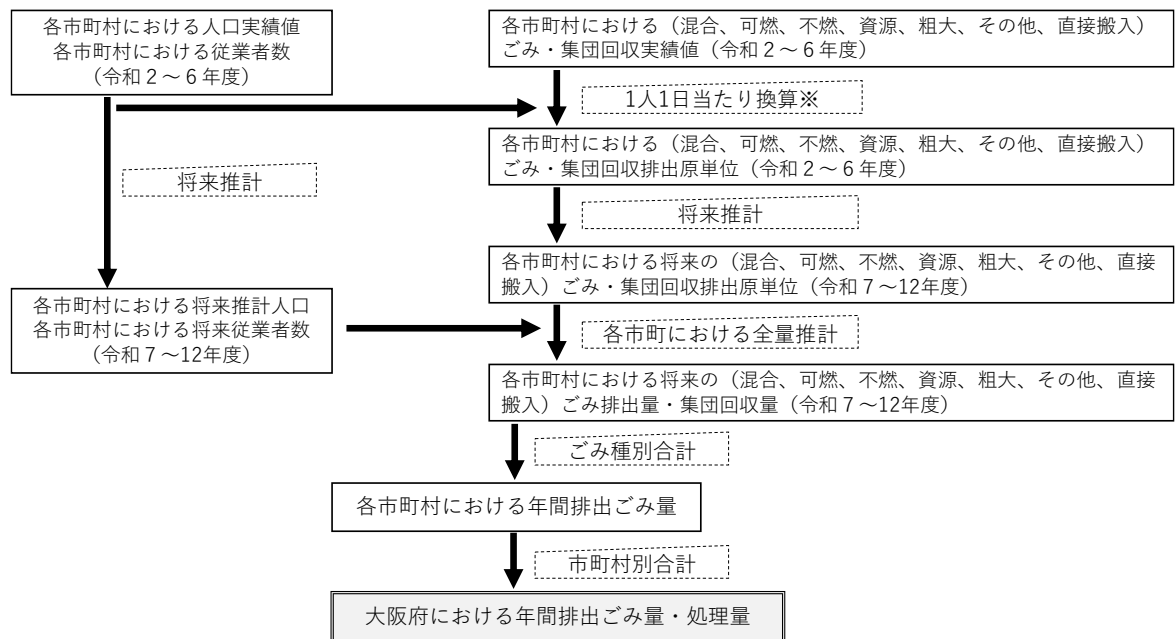 各市町村における人口実績値
各市町村における従業者数
（令和２～６年度）
各市町村における（混合、可燃、不燃、資源、粗大、その他、直接搬入）
ごみ・集団回収実績値（令和２～６年度）
1人1日当たり換算※
各市町村における（混合、可燃、不燃、資源、粗大、その他、直接搬入）
ごみ・集団回収排出原単位（令和２～６年度）
将来推計
将来推計
各市町村における将来の（混合、可燃、不燃、資源、粗大、その他、直接
搬入）ごみ・集団回収排出原単位（令和７～12年度）
各市町村における将来推計人口
各市町村における将来従業者数
（令和７～12年度）
各市町における全量推計
各市町村における将来の（混合、可燃、不燃、資源、粗大、その他、直接
搬入）ごみ排出量・集団回収量（令和７～12年度）
ごみ種別合計
各市町村における年間排出ごみ量
市町村別合計
大阪府における年間排出ごみ量・処理量